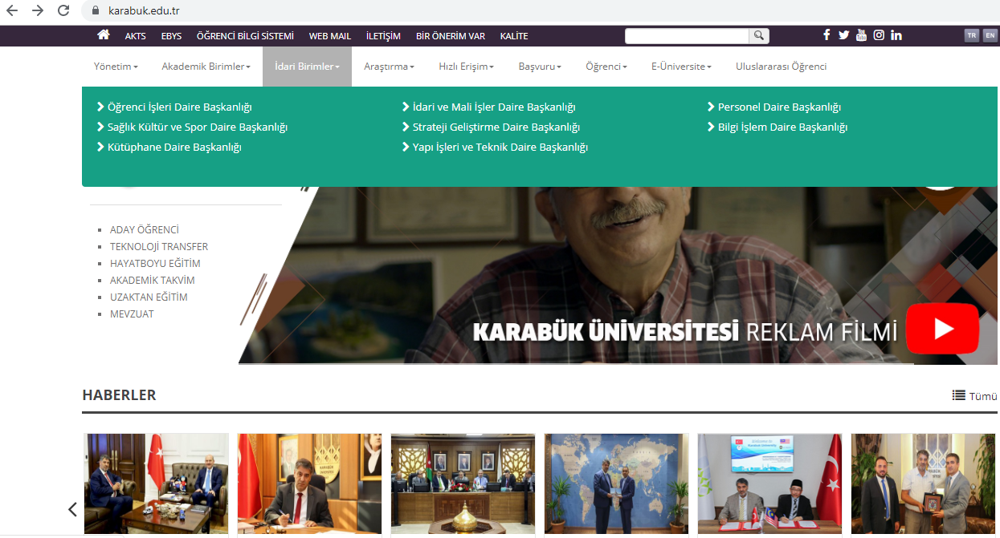 karabuk.edu.tr
AKTS EBYS ÖĞRENCİ BİLGİ SİSTEMİ WEB MAIL İLETİŞİM BİR ÖNERİM VAR KALİTE TR EN
Yönetim Akademik Birimler İdari Birimler Araştırma Hızlı Erişim Başvuru Öğrenci E-Üniversite Uluslararası Öğrenci
Öğrenci İşleri Daire Başkanlığı İdari ve Mali İşler Daire Başkanlığı Personel Daire Başkanlığı
Sağlık Kültür ve Spor Daire Başkanlığı Strateji Geliştirme Daire Başkanlığı Bilgi İşlem Daire Başkanlığı
Kütüphane Daire Başkanlığı Yapı İşleri ve Teknik Daire Başkanlığı
ADAY ÖĞRENCİ
TEKNOLOJİ TRANSFER
HAYATBOYU EĞİTİM
AKADEMİK TAKVİM
UZAKTAN EĞİTİM
MEVZUAT
KARABÜK ÜNİVERSİTESİ REKLAM FİLMİ
HABERLER Tümü